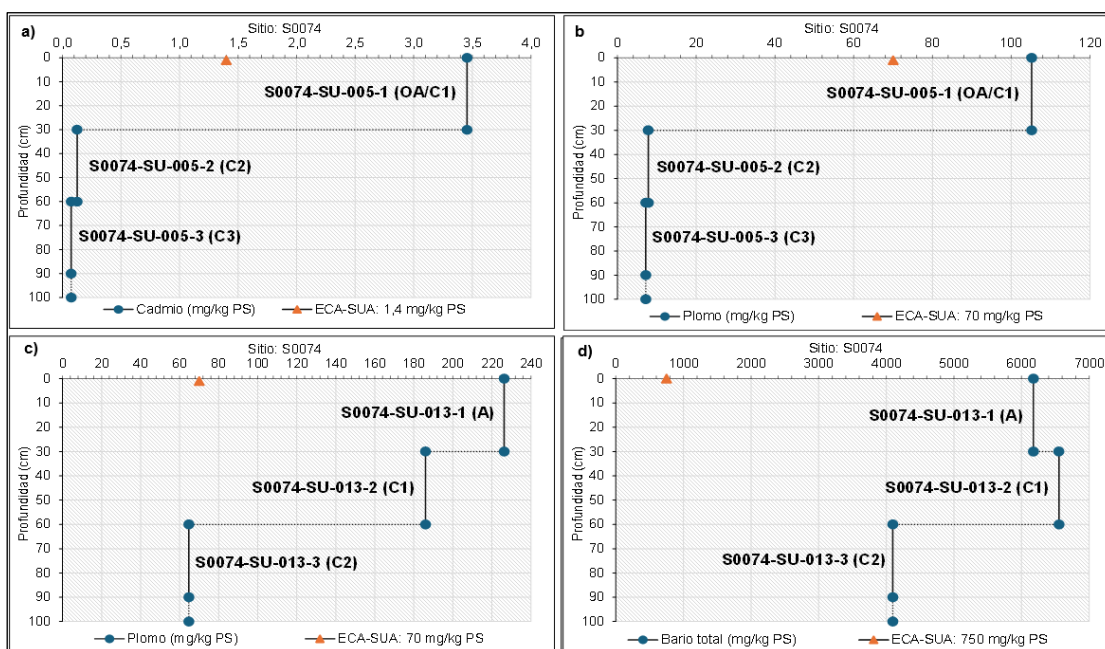 a)
Sitio: S0074
0,0 0,5 1,0 1,5 2,0 2,5 3,0 3,5 4,0
Profundidad (cm)
0
10
20
30
40
50
60
70
80
90
100
S0074-SU-005-1 (OA/C1)
S0074-SU-005-2 (C2)
S0074-SU-005-3 (C3)
Cadmio (mg/kg PS) ECA-SUA: 1,4 mg/kg PS
b
Sitio: S0074
0 20 40 60 80 100 120
Profundidad (cm)
0
10
20
30
40
50
60
70
80
90
100
S0074-SU-005-1 (OA/C1)
S0074-SU-005-2 (C2)
S0074-SU-005-3 (C3)
Plomo (mg/kg PS) ECA-SUA: 70 mg/kg PS
c)
Sitio: S0074
0 20 40 60 80 100 120 140 160 180 200 220 240
Profundidad (cm)
0
10
20
30
40
50
60
70
80
90
100
S0074-SU-013-1 (A)
S0074-SU-013-2 (C1)
S0074-SU-013-3 (C2)
Plomo (mg/kg PS) ECA-SUA: 70 mg/kg PS
d)
Sitio: S0074
0 1000 2000 3000 4000 5000 6000 7000
Profundidad (cm)
0
10
20
30
40
50
60
70
80
90
100
S0074-SU-013-1 (A)
S0074-SU-013-2 (C1)
S0074-SU-013-3 (C2)
Bario total (mg/kg PS) ECA-SUA: 750 mg/kg PS